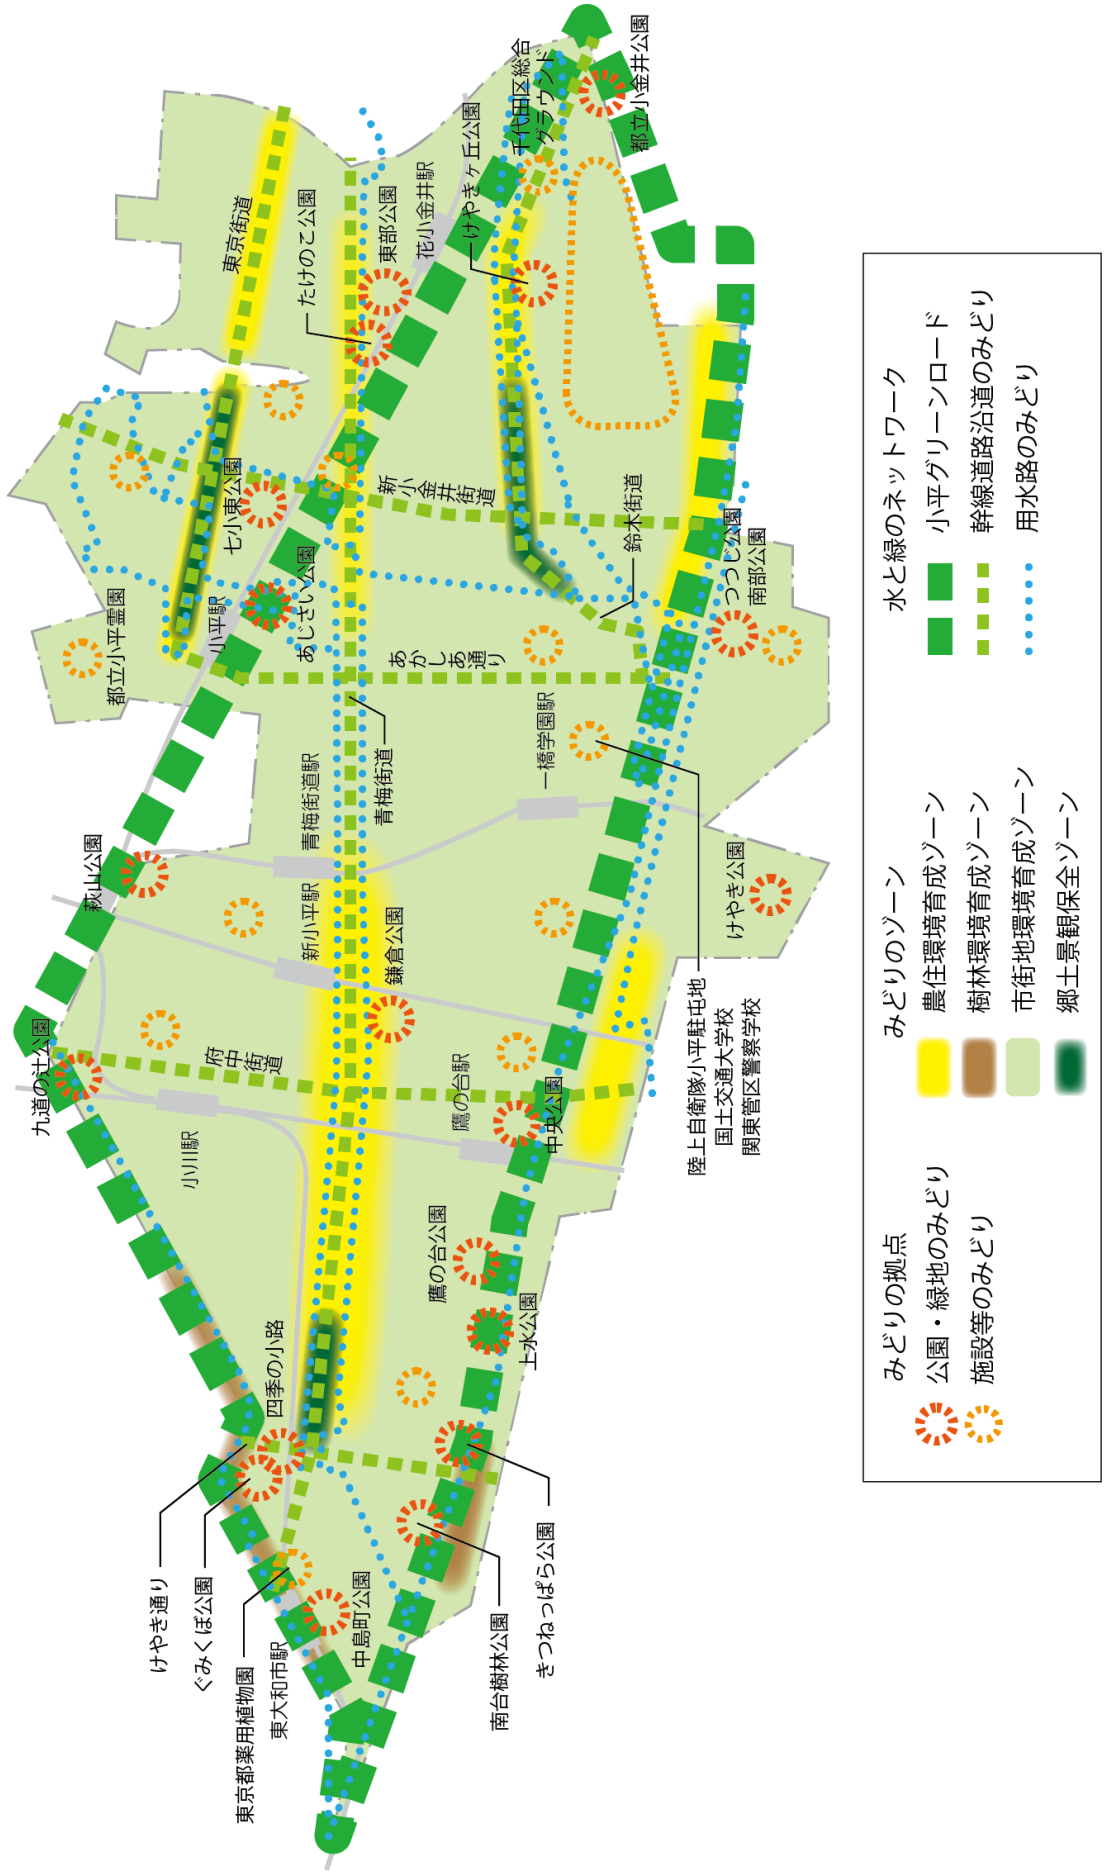 東京街道
たけのこ公園
東部公園
花小金井駅
けやきヶ丘公園
千代田区総合
グラウンド
都立小金井公園
七小東公園
新小金井街道
鈴木街道
つつじ公園
南部公園
都立小平霊園
小平駅
あじさい公園
あかしあ通り
一橋学園駅
青梅街道
青梅街道駅
萩山公園
新小平駅
鎌倉公園
けやき公園
陸上自衛隊小平駐屯地
国土交通大学校
関東管区警察学校
九道の辻公園
府中街道
小川駅
鷹の台駅
中央公園
鷹の台公園
上水公園
四季の小路
けやき通り
ぐみくぼ公園
東京都薬用植物園
東大和市駅
中島町公園
南台樹林公園
きつねっぱら公園
みどりの拠点
公園・緑地のみどり
施設等のみどり
みどりのゾーン
農住環境育成ゾーン
樹林環境育成ゾーン
市街地環境育成ゾーン
郷土景観保全ゾーン
水と緑のネットワーク
小平グリーンロード
幹線道路沿道のみどり
用水路のみどり